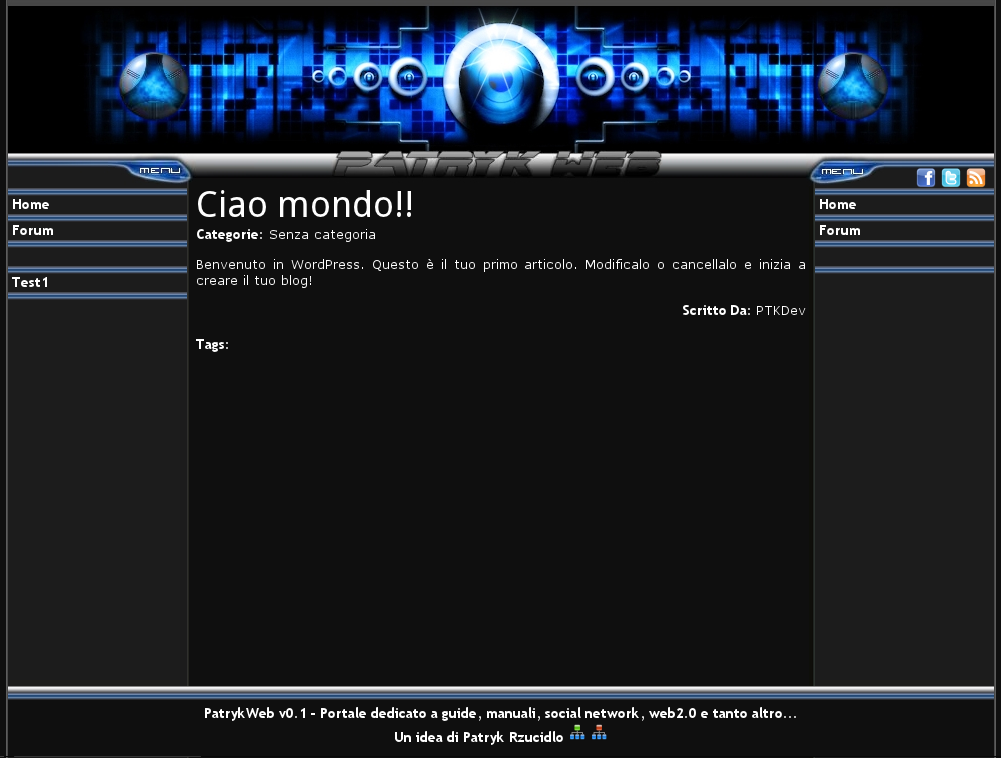 PATRYK WEB
MENU
MENU
Home
Forum
Test1
Ciao mondo!!
Categorie: Senza categoria
Benvenuto in WordPress. Questo è il tuo primo articolo. Modificalo o cancellalo e inizia a
creare il tuo blog!
Scritto Da: PTKDev
Tags:
Home
Forum
PatrykWeb v0.1 - Portale dedicato a guide, manuali, social network, web2.0 e tanto altro...
Un idea di Patryk Rzucidlo